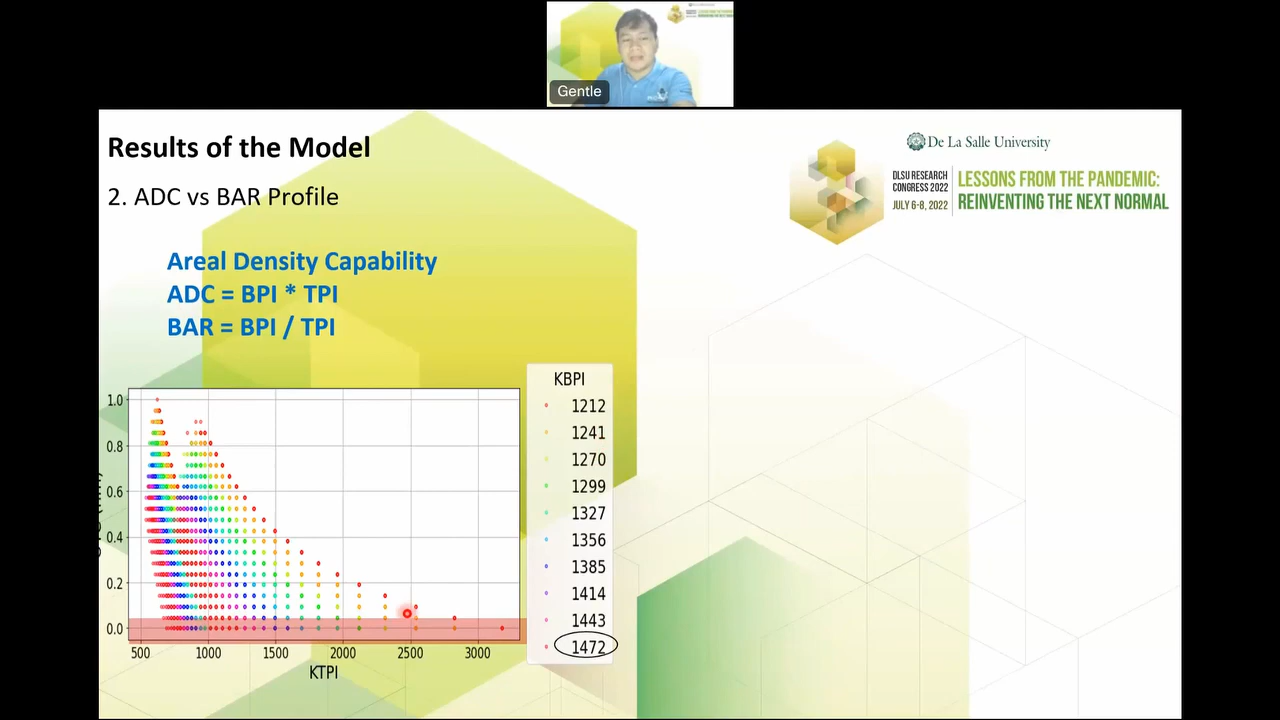 Gentle
Results of the Model
2. ADC vs BAR Profile
De La Salle University
DLSU RESEARCH
CONGRESS 2022
JULY 6-8, 2022
LESSONS FROM THE PANDEMIC:
REINVENTING THE NEXT NORMAL
Areal Density Capability
ADC = BPI * TPI
BAR = BPI / TPI
1.0
0.8
0.6
0.4
0.2
0.0
500 1000 1500 2000 2500 3000
KTPI
KBPI
1212
1241
1270
1299
1327
1356
1385
1414
1443
1472